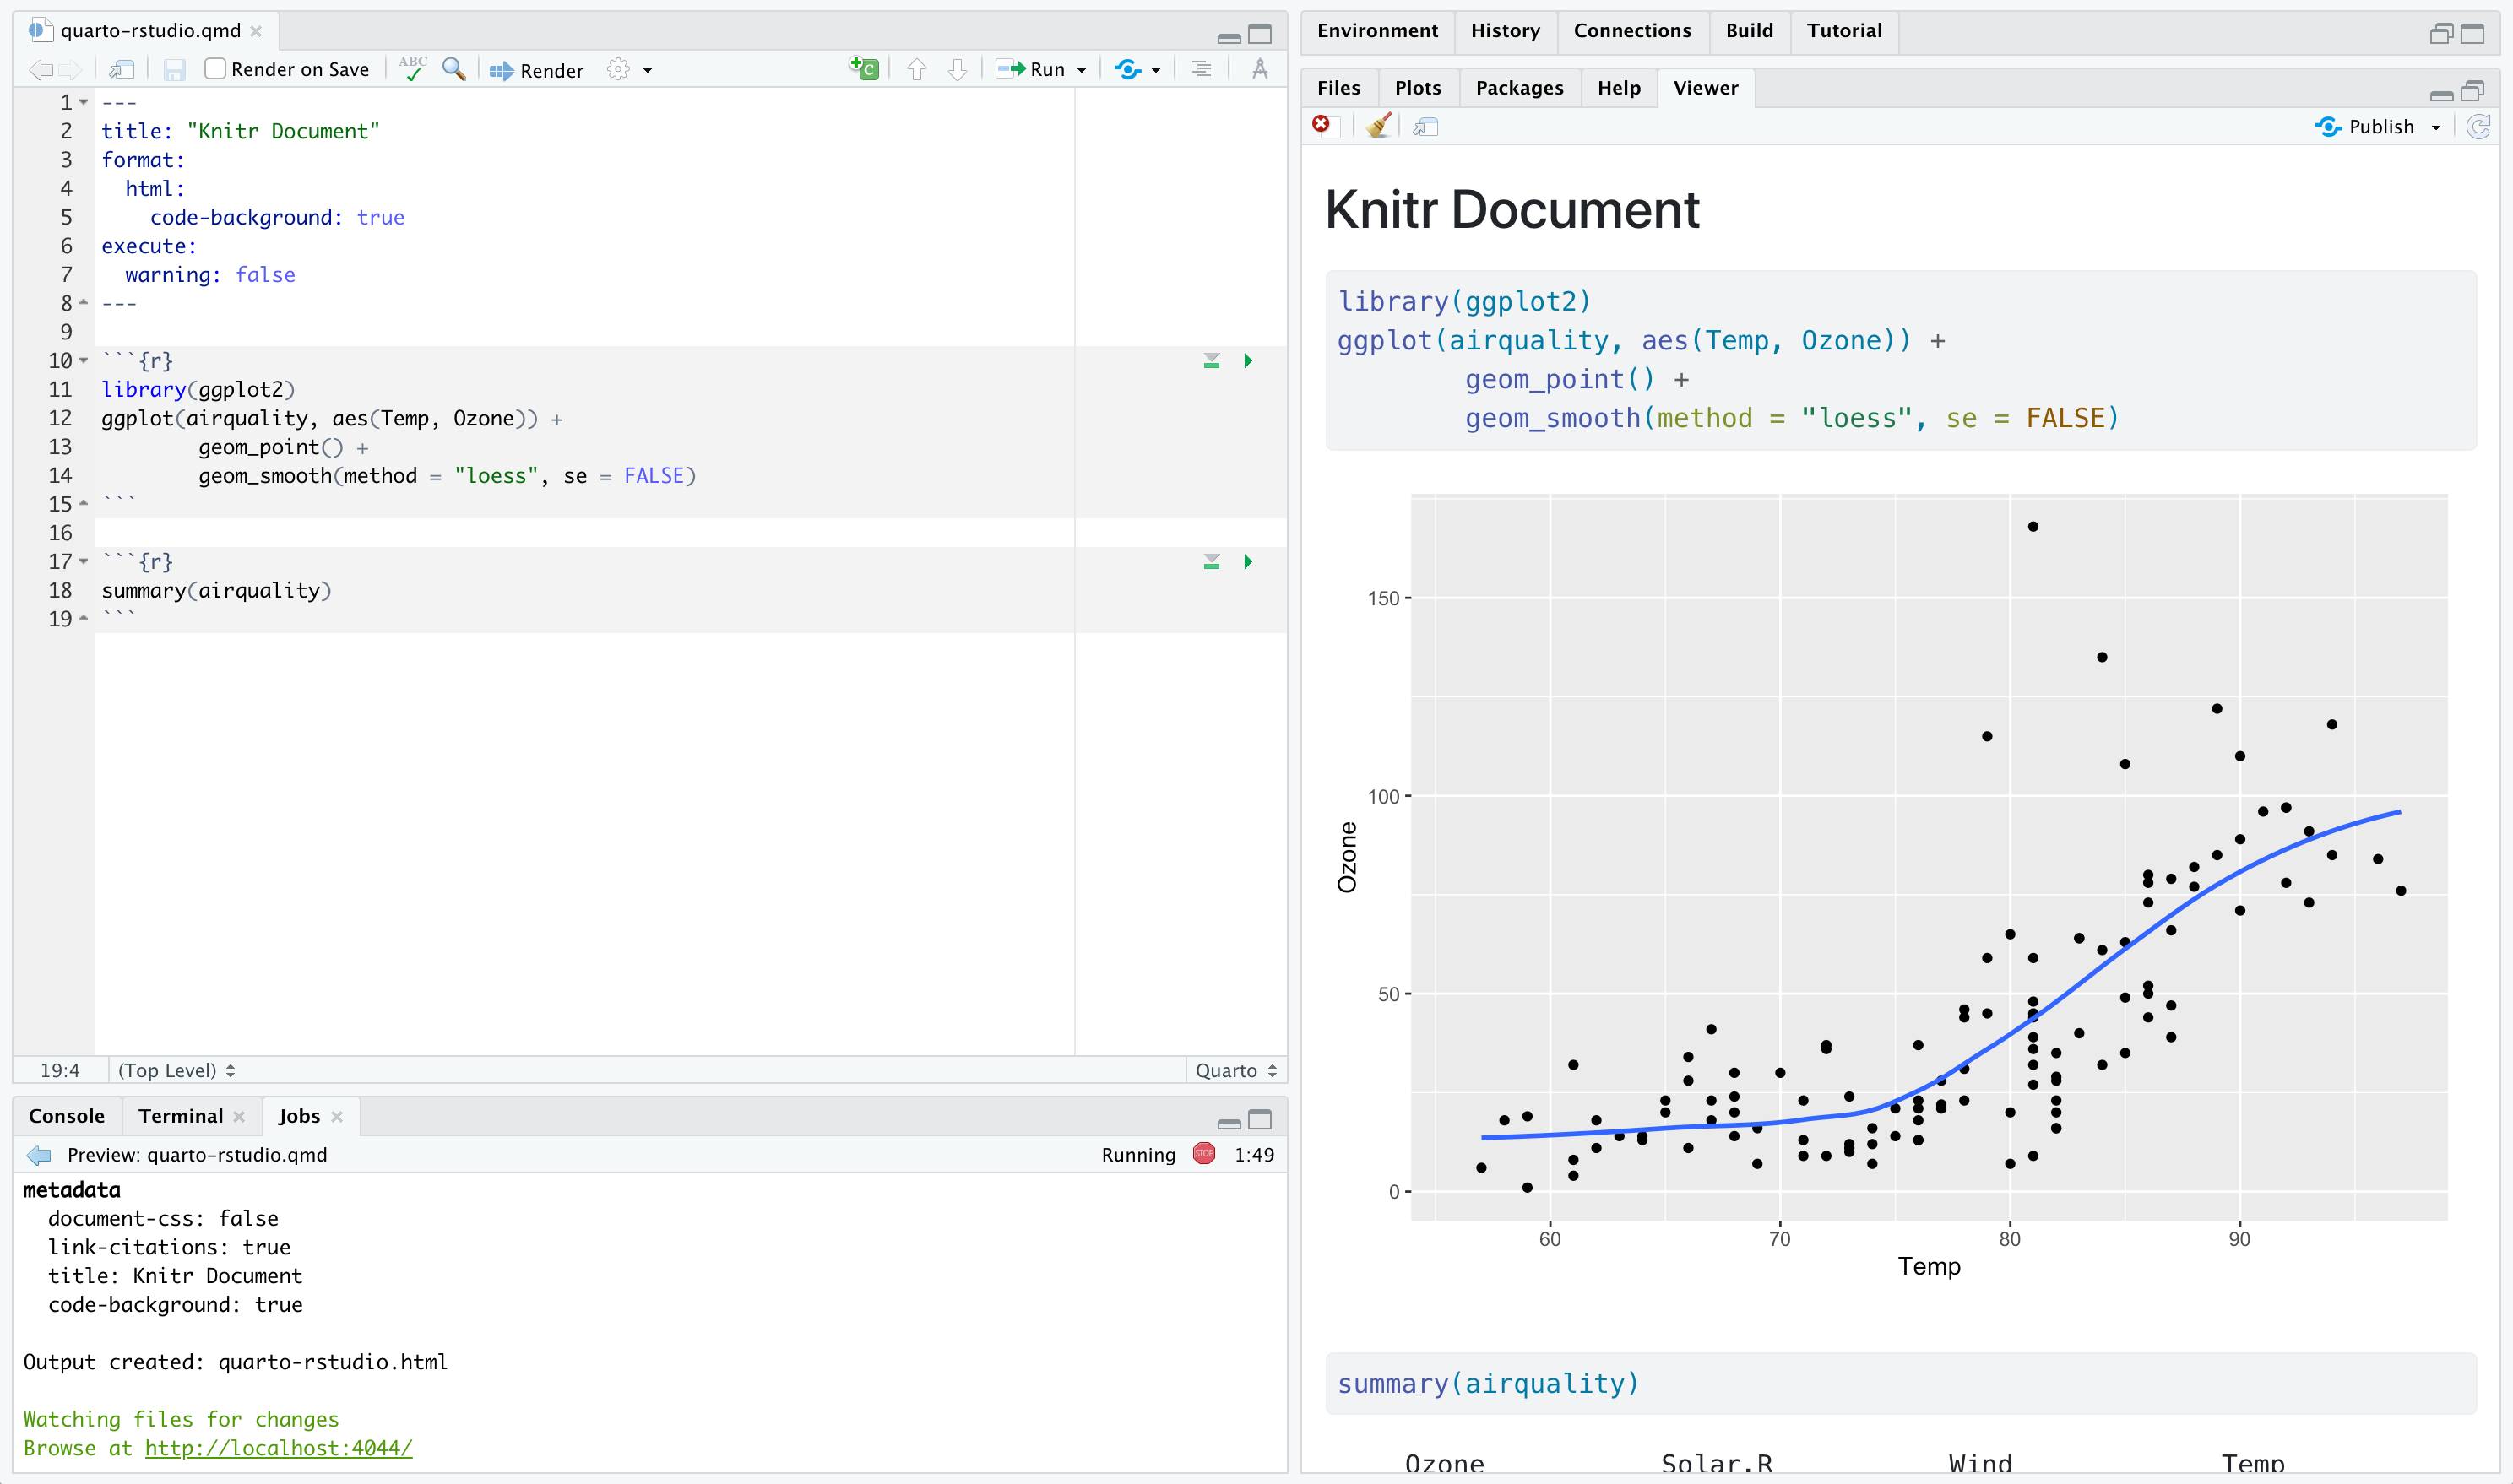 quarto-rstudio.qmd
Render on Save ABC Render C Run
1 ---
2 title: "Knitr Document"
3 format:
4   html:
5     code-background: true
6 execute:
7   warning: false
8 ---
9
10 ```{r}
11 library(ggplot2)
12 ggplot(airquality, aes(Temp, Ozone)) +
13         geom_point() +
14         geom_smooth(method = "loess", se = FALSE)
15 ```
16
17 ```{r}
18 summary(airquality)
19 ```
19:4 (Top Level) Quarto
Console Terminal Jobs
Preview: quarto-rstudio.qmd Running STOP 1:49
metadata
  document-css: false
  link-citations: true
  title: Knitr Document
  code-background: true
Output created: quarto-rstudio.html
Watching files for changes
Browse at http://localhost:4044/
Environment History Connections Build Tutorial
Files Plots Packages Help Viewer
Publish
Knitr Document
library(ggplot2)
ggplot(airquality, aes(Temp, Ozone)) +
        geom_point() +
        geom_smooth(method = "loess", se = FALSE)
150
100
Ozone
50
0
60 70 80 90
Temp
summary(airquality)
Ozone Solar.R Wind Temp